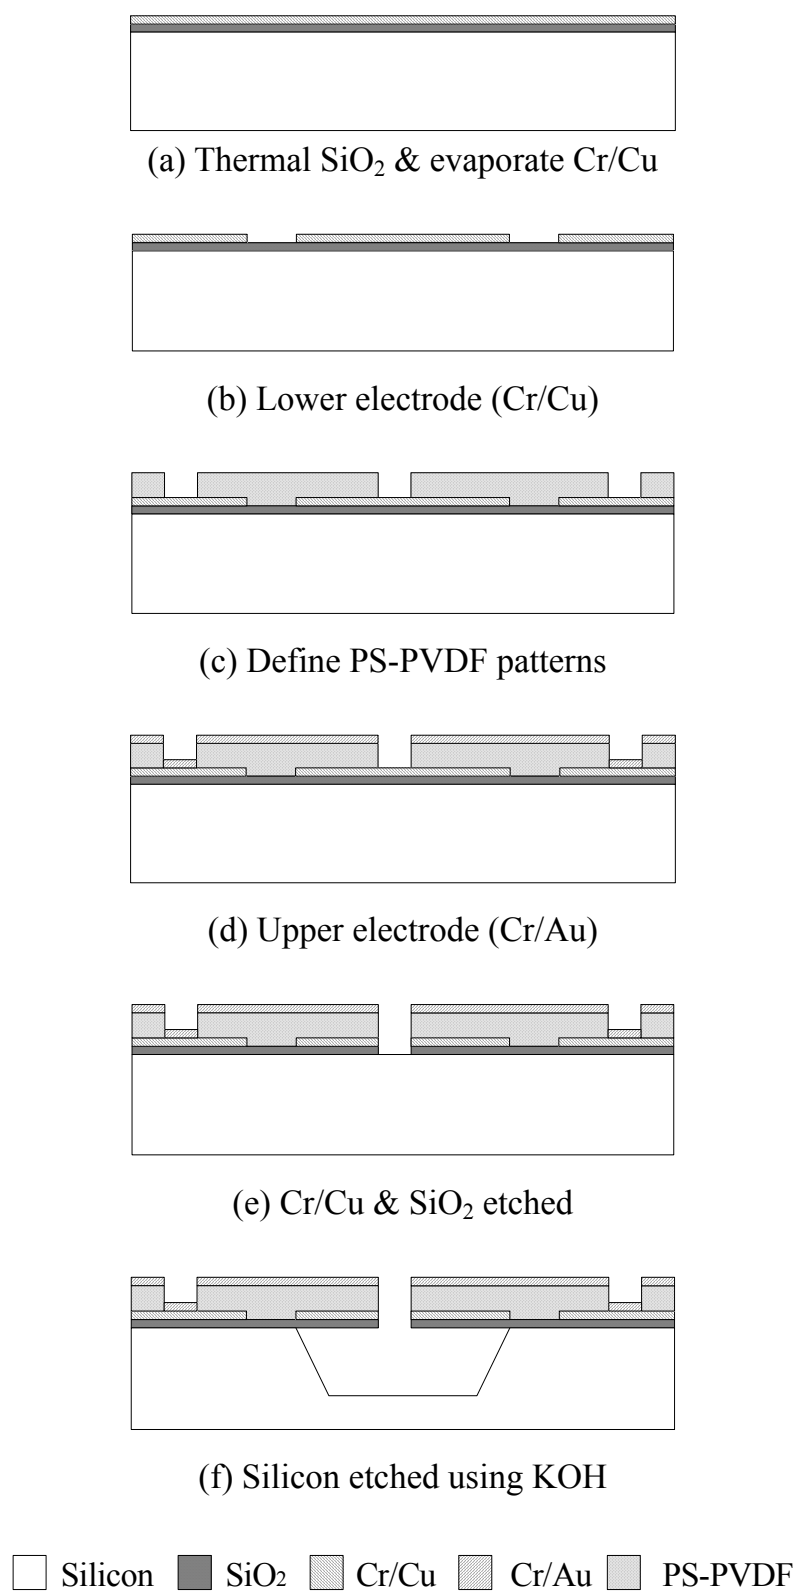 (a) Thermal SiO₂ & evaporate Cr/Cu
(b) Lower electrode (Cr/Cu)
(c) Define PS-PVDF patterns
(d) Upper electrode (Cr/Au)
(e) Cr/Cu & SiO₂ etched
(f) Silicon etched using KOH
Silicon SiO₂ Cr/Cu Cr/Au PS-PVDF